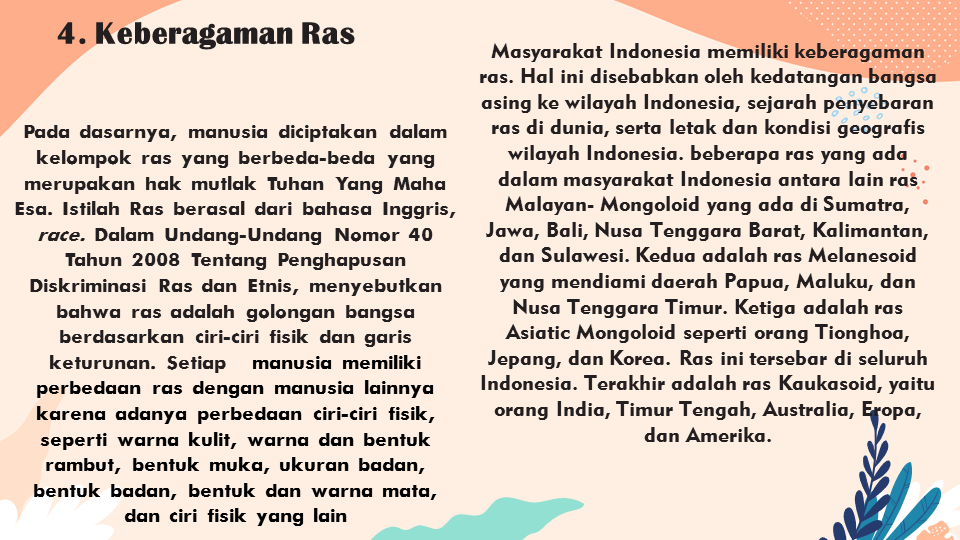 4. Keberagaman Ras
Pada dasarnya, manusia diciptakan dalam
kelompok ras yang berbeda-beda yang
merupakan hak mutlak Tuhan Yang Maha
Esa. Istilah Ras berasal dari bahasa Inggris,
race. Dalam Undang-Undang Nomor 40
Tahun 2008 Tentang Penghapusan
Diskriminasi Ras dan Etnis, menyebutkan
bahwa ras adalah golongan bangsa
berdasarkan ciri-ciri fisik dan garis
keturunan. Setiap manusia memiliki
perbedaan ras dengan manusia lainnya
karena adanya perbedaan ciri-ciri fisik,
seperti warna kulit, warna dan bentuk
rambut, bentuk muka, ukuran badan,
bentuk badan, bentuk dan warna mata,
dan ciri fisik yang lain
Masyarakat Indonesia memiliki keberagaman
ras. Hal ini disebabkan oleh kedatangan bangsa
asing ke wilayah Indonesia, sejarah penyebaran
ras di dunia, serta letak dan kondisi geografis
wilayah Indonesia. beberapa ras yang ada
dalam masyarakat Indonesia antara lain ras
Malayan- Mongoloid yang ada di Sumatra,
Jawa, Bali, Nusa Tenggara Barat, Kalimantan,
dan Sulawesi. Kedua adalah ras Melanesoid
yang mendiami daerah Papua, Maluku, dan
Nusa Tenggara Timur. Ketiga adalah ras
Asiatic Mongoloid seperti orang Tionghoa,
Jepang, dan Korea. Ras ini tersebar di seluruh
Indonesia. Terakhir adalah ras Kaukasoid, yaitu
orang India, Timur Tengah, Australia, Eropa,
dan Amerika.